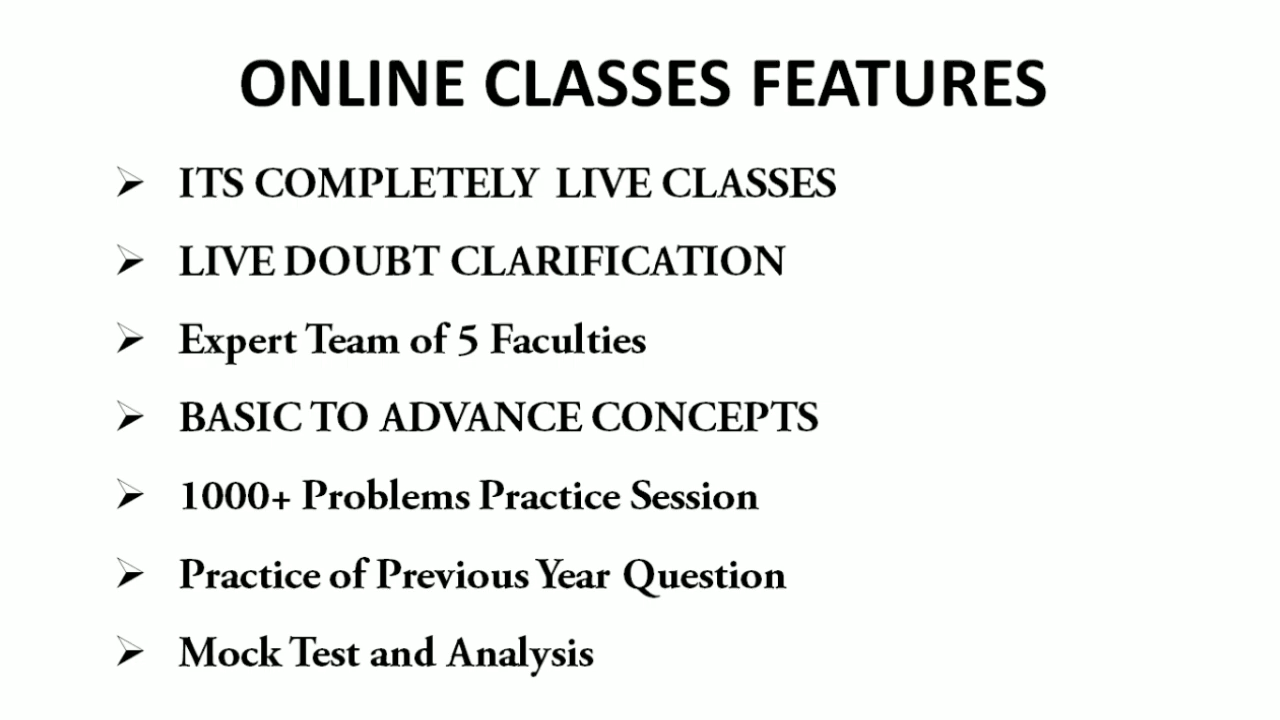 ONLINE CLASSES FEATURES
➢ ITS COMPLETELY LIVE CLASSES
➢ LIVE DOUBT CLARIFICATION
➢ Expert Team of 5 Faculties
➢ BASIC TO ADVANCE CONCEPTS
➢ 1000+ Problems Practice Session
➢ Practice of Previous Year Question
➢ Mock Test and Analysis